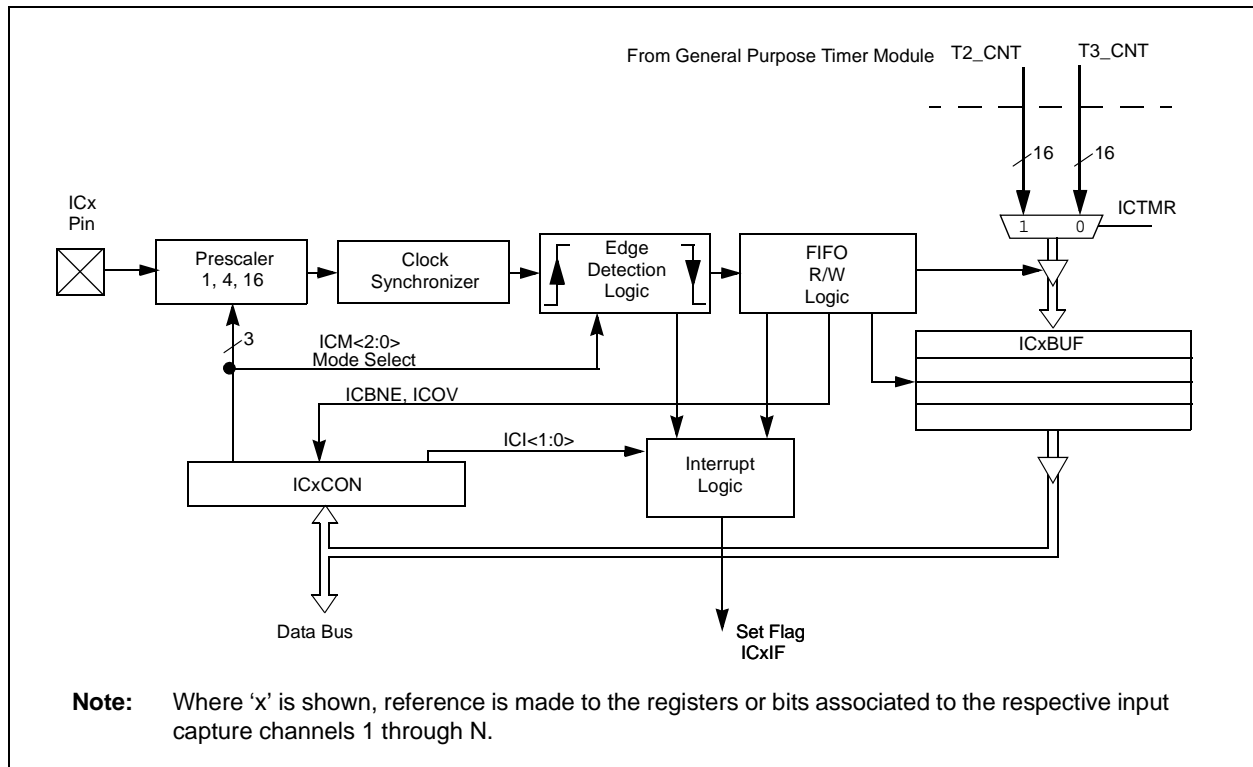 From General Purpose Timer Module
T2_CNT
T3_CNT
16
16
ICx
Pin
1
0
ICTMR
Prescaler
1, 4, 16
Clock
Synchronizer
Edge
Detection
Logic
FIFO
R/W
Logic
3
ICM<2:0>
Mode Select
ICxBUF
ICBNE, ICOV
ICI<1:0>
ICxCON
Interrupt
Logic
Data Bus
Set Flag
ICxIF
Note: Where ‘x’ is shown, reference is made to the registers or bits associated to the respective input
capture channels 1 through N.